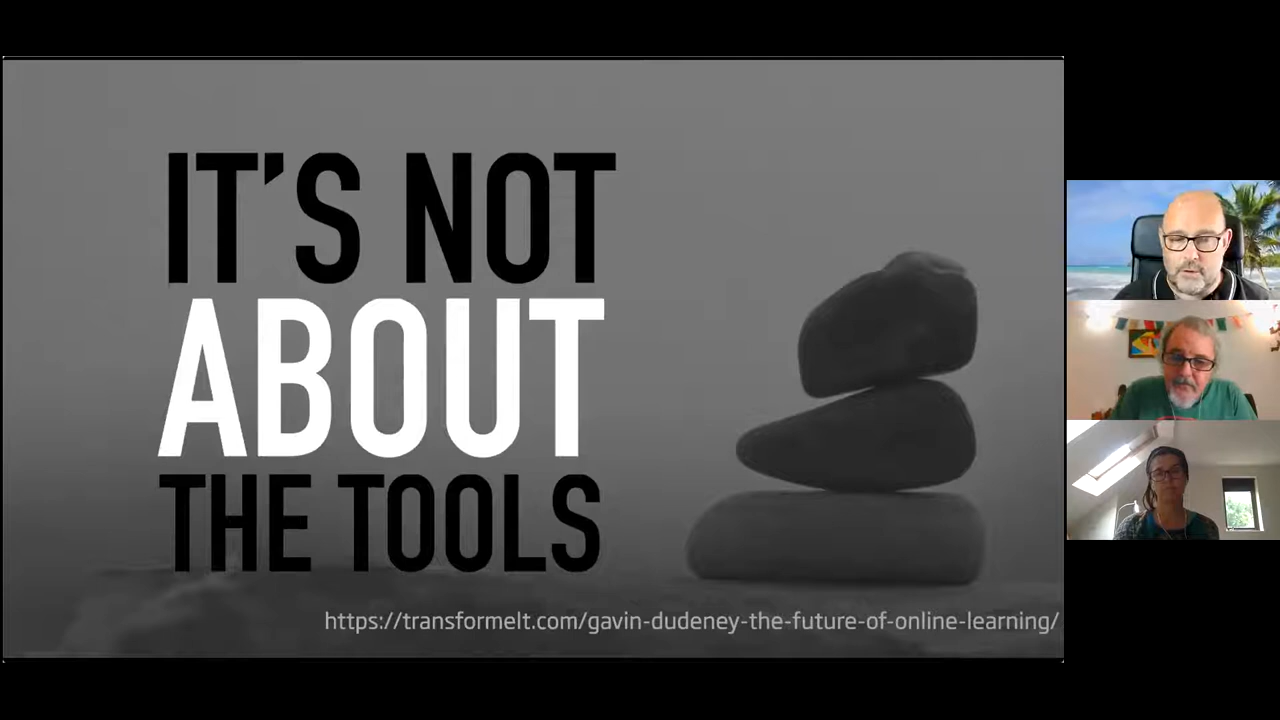 IT'S NOT
ABOUT
THE TOOLS
https://transformelt.com/gavin-dudeney-the-future-of-online-learning/